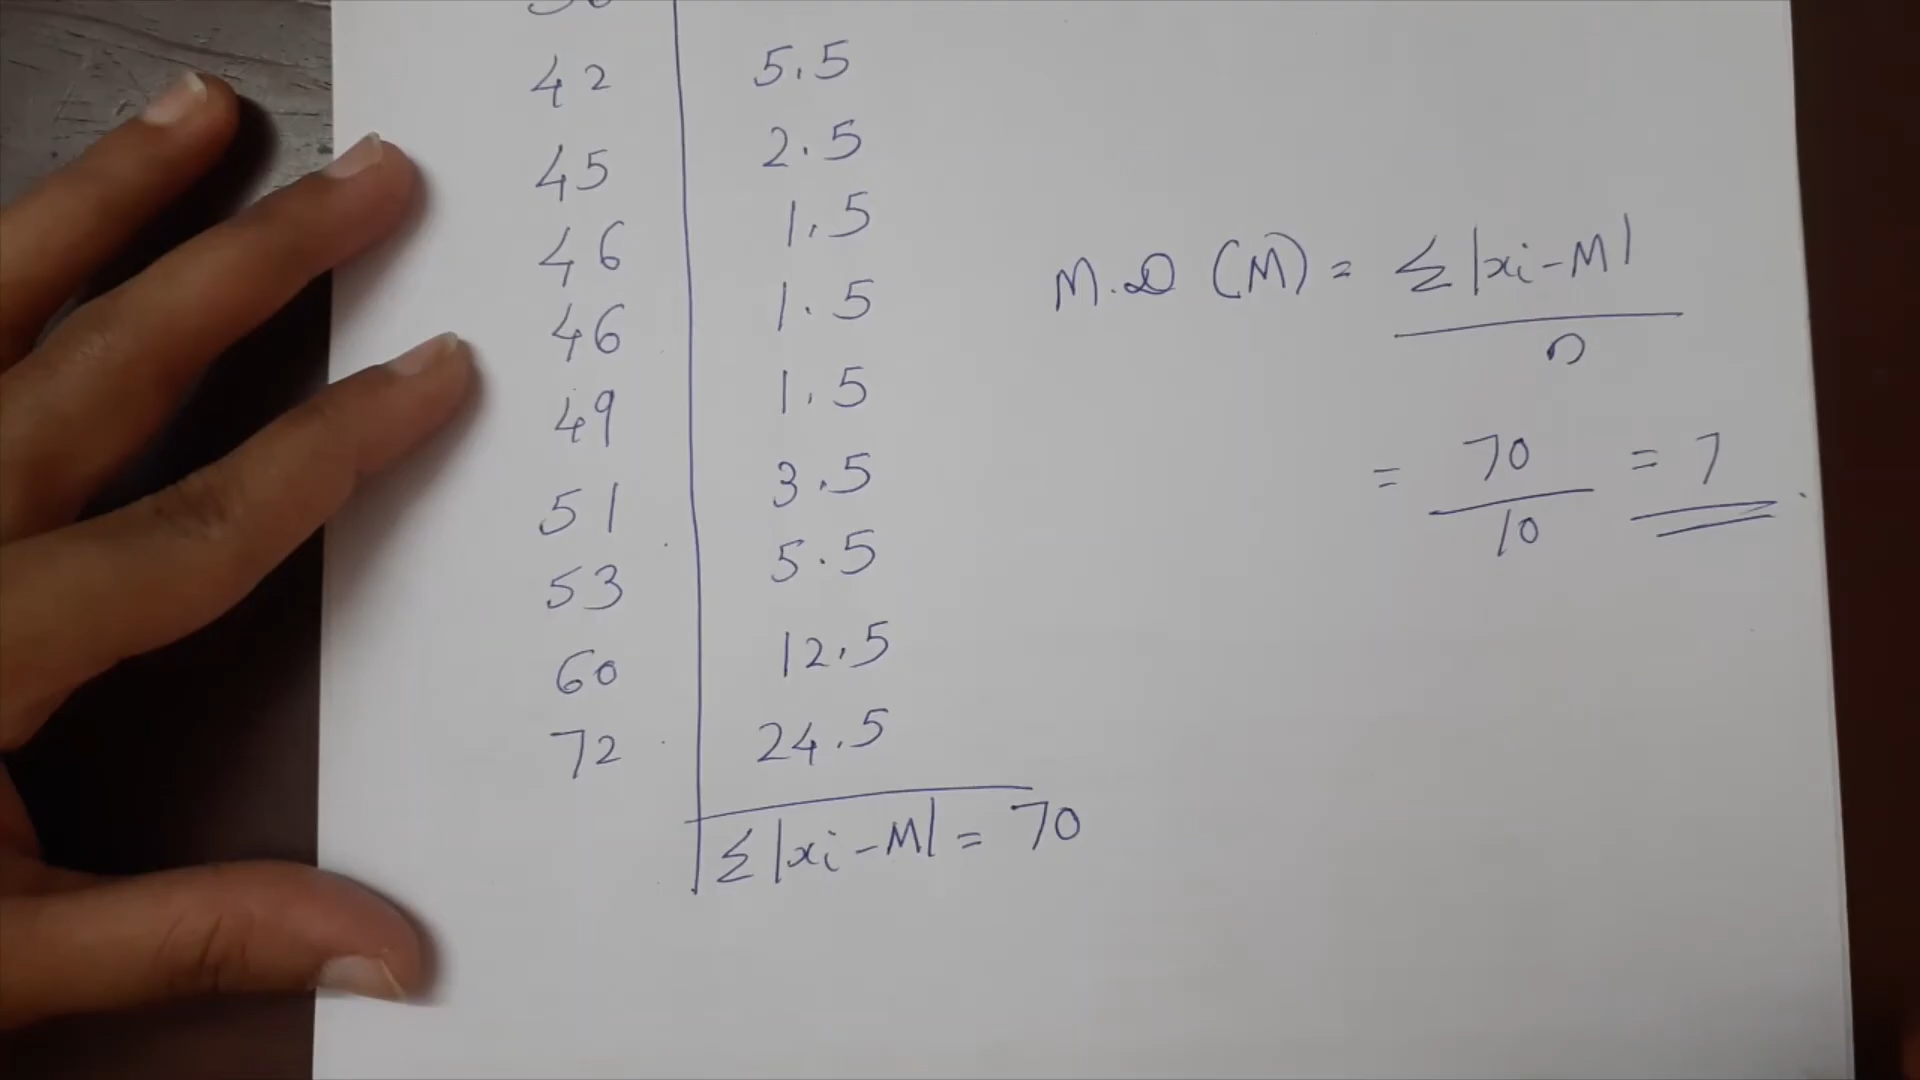 42 5.5
45 2.5
46 1.5
46 1.5
49 1.5
51 3.5
53 5.5
60 12.5
72 24.5
Σ|xi-M| = 70
M.D (M) = Σ|xi-M|
n
= 70 = 7
10